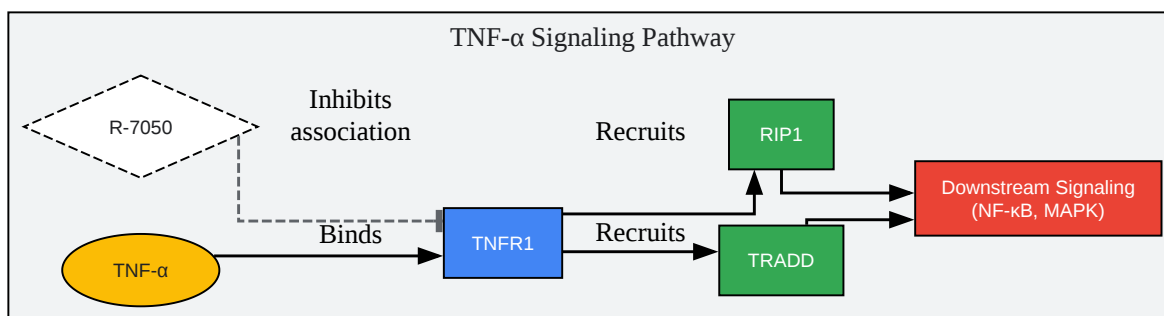 TNF-α Signaling Pathway
R-7050
Inhibits
association
Recruits
RIP1
Downstream Signaling
(NF-κB, MAPK)
Binds
TNFR1
Recruits
TRADD
TNF-α